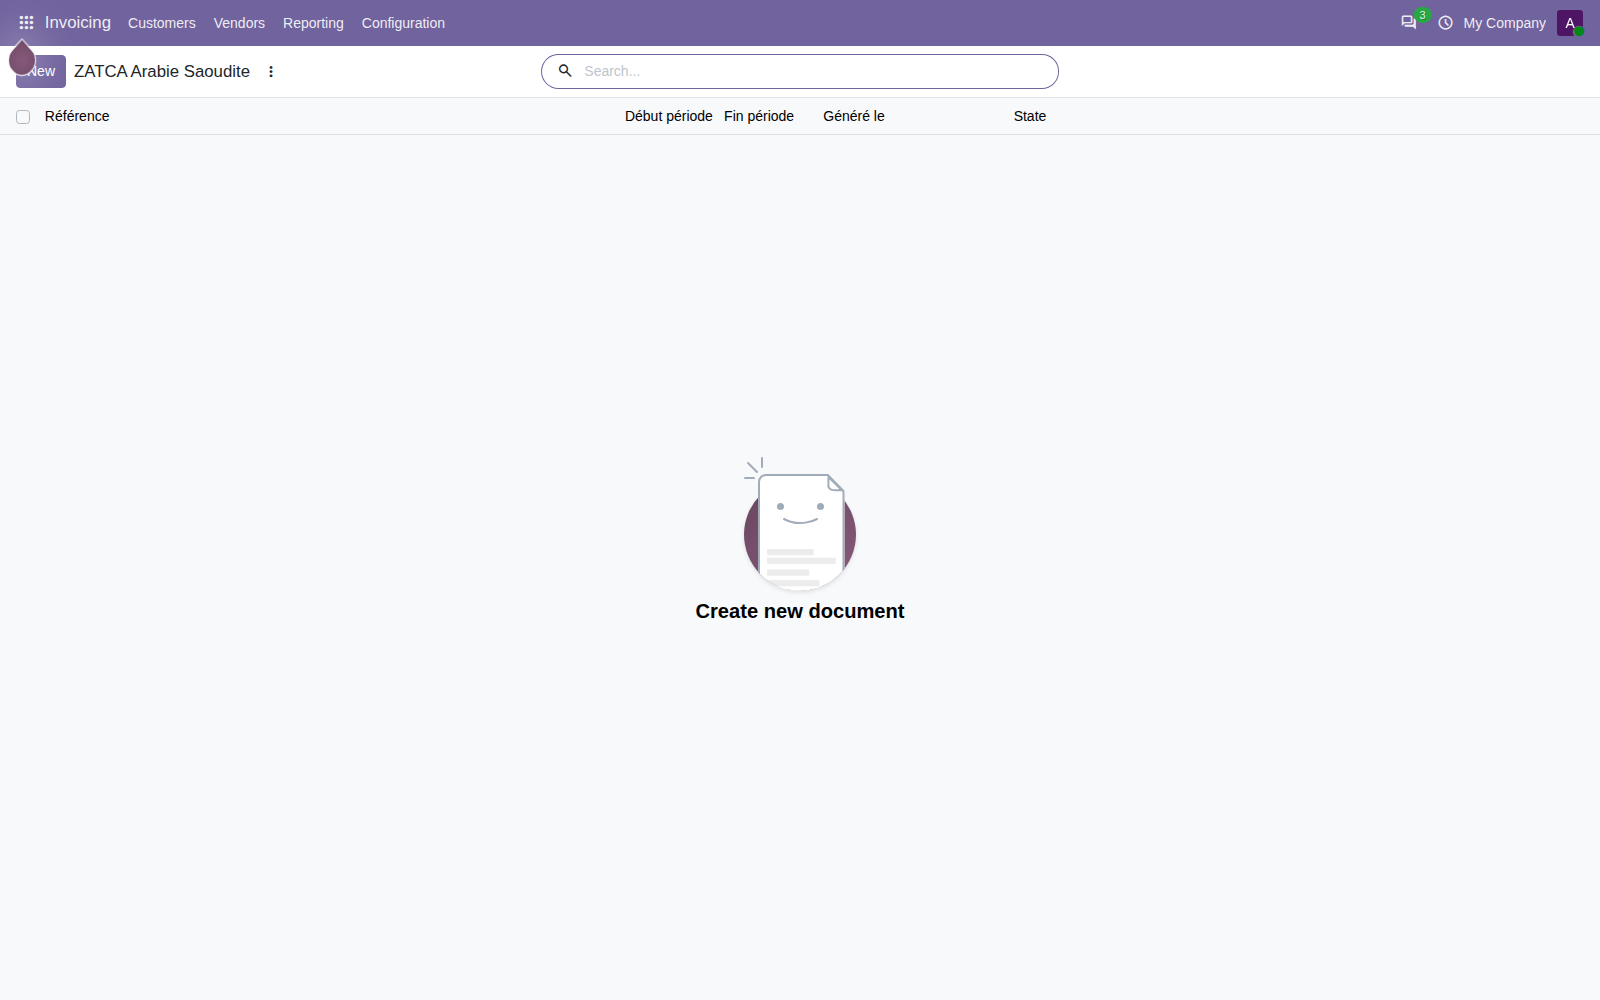 Invoicing Customers Vendors Reporting Configuration 3 My Company A
New ZATCA Arabie Saoudite Search...
Référence Début période Fin période Généré le State
Create new document